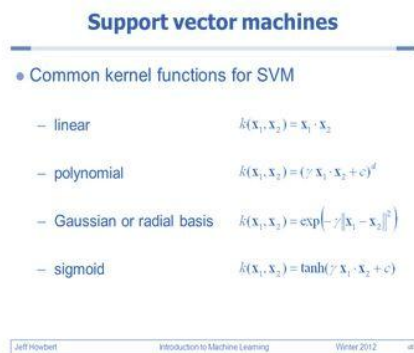 Support vector machines
• Common kernel functions for SVM
– linear k(x₁, x₂) = x₁ · x₂
– polynomial k(x₁, x₂) = (γ x₁ · x₂ + c)ᵈ
– Gaussian or radial basis k(x₁, x₂) = exp(−γ‖x₁ − x₂‖²)
– sigmoid k(x₁, x₂) = tanh(γ x₁ · x₂ + c)
Jeff Howbert Introduction to Machine Learning Winter 2012